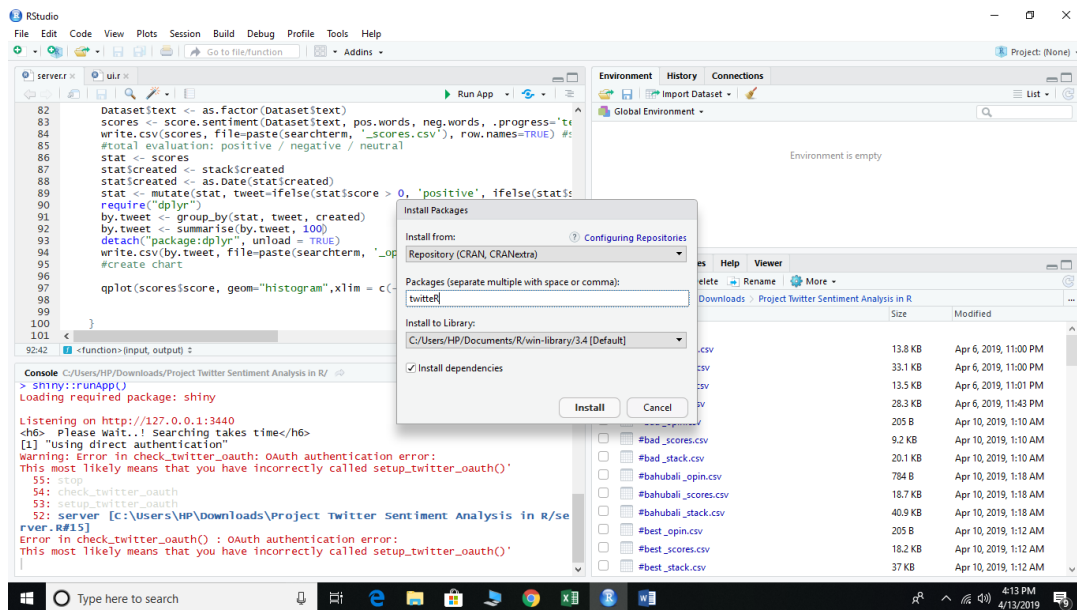 RStudio
File Edit Code View Plots Session Build Debug Profile Tools Help
Go to file/function Addins
Project: (None)
server.r ui.r
Run App
82 Dataset$text <- as.factor(Dataset$text)
83 scores <- score.sentiment(Dataset$text, pos.words, neg.words, .progress='te
84 write.csv(scores, file=paste(searchterm, '_scores.csv'), row.names=TRUE) #s
85 #total evaluation: positive / negative / neutral
86 stat <- scores
87 stat$created <- stack$created
88 stat$created <- as.Date(stat$created)
89 stat <- mutate(stat, tweet=ifelse(stat$score > 0, 'positive', ifelse(stat$s
90 require("dplyr")
91 by.tweet <- group_by(stat, tweet, created)
92 by.tweet <- summarise(by.tweet, 100)
93 detach("package:dplyr", unload = TRUE)
94 write.csv(by.tweet, file=paste(searchterm, '_op
95 #create chart
96
97 qplot(scores$score, geom="histogram",xlim = c(-
98
99
100 }
101
92:42 <function>(input, output)
Console C:/Users/HP/Downloads/Project Twitter Sentiment Analysis in R/
> shiny::runApp()
Loading required package: shiny
Listening on http://127.0.0.1:3440
<h6> Please Wait..! Searching takes time</h6>
[1] "Using direct authentication"
Warning: Error in check_twitter_oauth: OAuth authentication error:
This most likely means that you have incorrectly called setup_twitter_oauth()'
55: stop
54: check_twitter_oauth
53: setup_twitter_oauth
52: server [C:\Users\HP\Downloads\Project Twitter Sentiment Analysis in R/se
rver.R#15]
Error in check_twitter_oauth() : OAuth authentication error:
This most likely means that you have incorrectly called setup_twitter_oauth()'
Install Packages
Install from:
? Configuring Repositories
Repository (CRAN, CRANextra)
Packages (separate multiple with space or comma):
twitteR
Install to Library:
C:/Users/HP/Documents/R/win-library/3.4 [Default]
Install dependencies
Install Cancel
Environment History Connections
Import Dataset
List
Global Environment
Environment is empty
es Help Viewer
elete Rename More
Downloads > Project Twitter Sentiment Analysis in R
Size Modified
.csv 13.8 KB Apr 6, 2019, 11:00 PM
csv 33.1 KB Apr 6, 2019, 11:00 PM
sv 13.5 KB Apr 6, 2019, 11:01 PM
sv 28.3 KB Apr 6, 2019, 11:43 PM
205 B Apr 10, 2019, 1:10 AM
#bad_scores.csv 9.2 KB Apr 10, 2019, 1:10 AM
#bad_stack.csv 20.1 KB Apr 10, 2019, 1:10 AM
#bahubali _opin.csv 784 B Apr 10, 2019, 1:18 AM
#bahubali _scores.csv 18.7 KB Apr 10, 2019, 1:18 AM
#bahubali _stack.csv 40.9 KB Apr 10, 2019, 1:18 AM
#best _opin.csv 205 B Apr 10, 2019, 1:12 AM
#best _scores.csv 18.2 KB Apr 10, 2019, 1:12 AM
#best _stack.csv 37 KB Apr 10, 2019, 1:12 AM
Type here to search
4:13 PM
4/13/2019
9